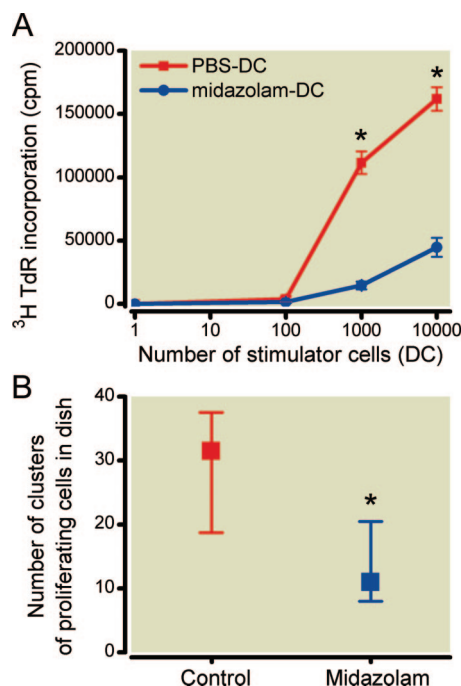 A
200000
150000
100000
50000
0
³H TdR incorporation (cpm)
PBS-DC
midazolam-DC
*
*
1 10 100 1000 10000
Number of stimulator cells (DC)
B
40
30
20
10
0
Number of clusters
of proliferating cells in dish
*
Control Midazolam